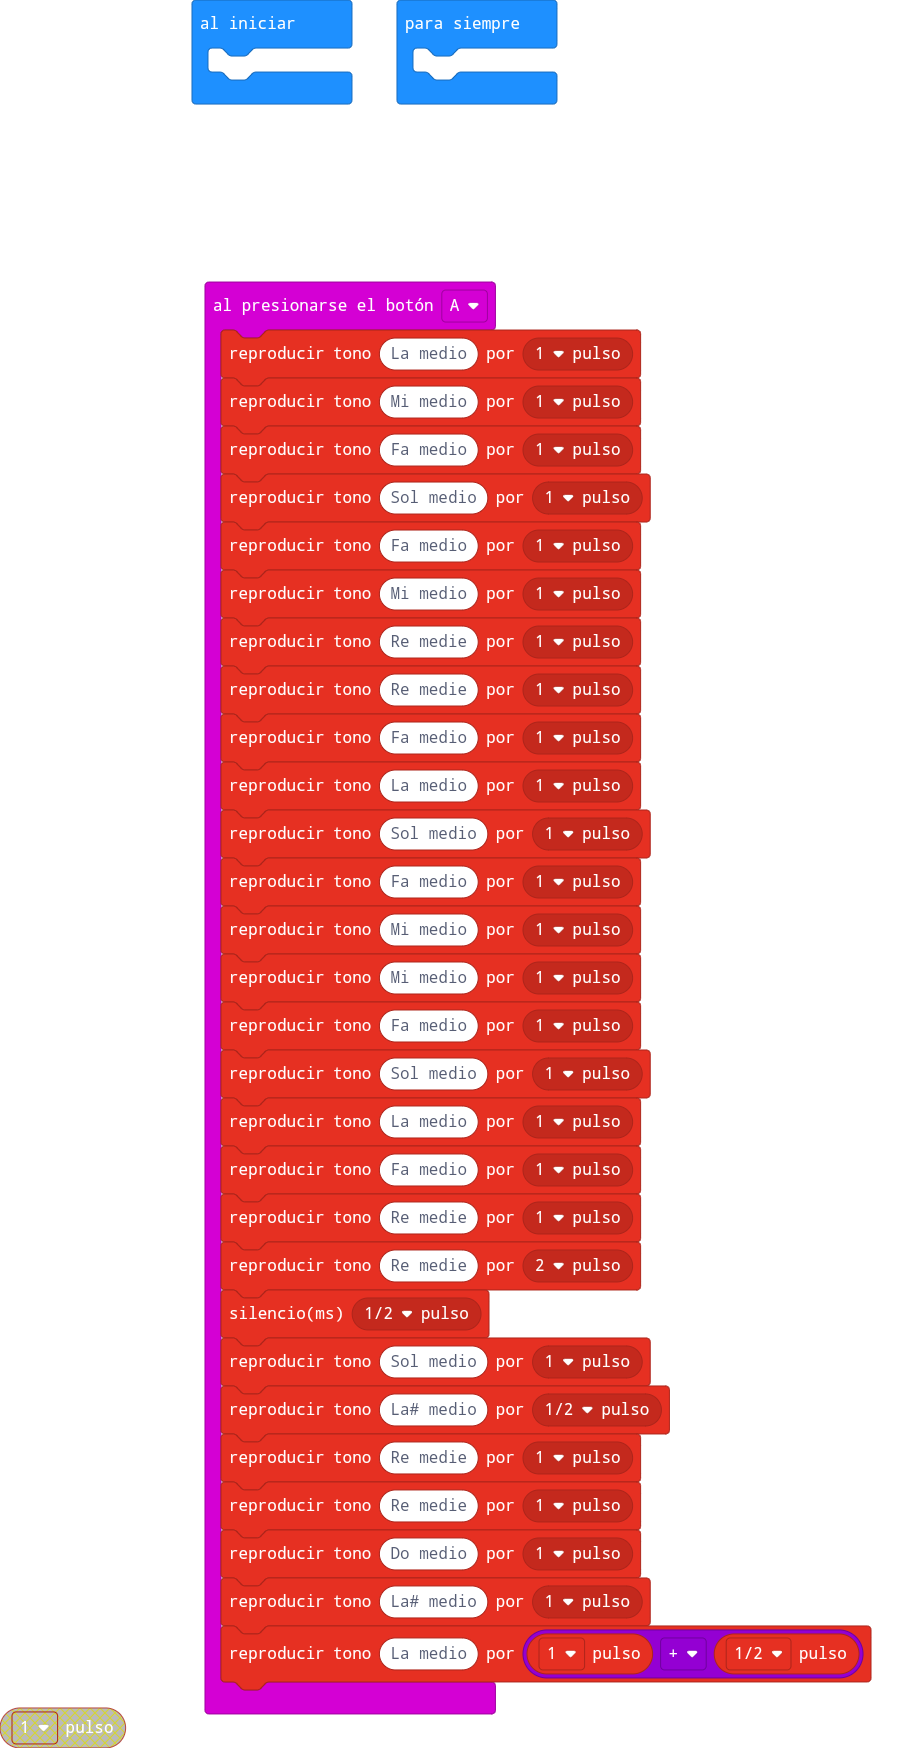 al iniciar
para siempre
al presionarse el botón A
reproducir tono La medio por 1 pulso
reproducir tono Mi medio por 1 pulso
reproducir tono Fa medio por 1 pulso
reproducir tono Sol medio por 1 pulso
reproducir tono Fa medio por 1 pulso
reproducir tono Mi medio por 1 pulso
reproducir tono Re medie por 1 pulso
reproducir tono Re medie por 1 pulso
reproducir tono Fa medio por 1 pulso
reproducir tono La medio por 1 pulso
reproducir tono Sol medio por 1 pulso
reproducir tono Fa medio por 1 pulso
reproducir tono Mi medio por 1 pulso
reproducir tono Mi medio por 1 pulso
reproducir tono Fa medio por 1 pulso
reproducir tono Sol medio por 1 pulso
reproducir tono La medio por 1 pulso
reproducir tono Fa medio por 1 pulso
reproducir tono Re medie por 1 pulso
reproducir tono Re medie por 2 pulso
silencio(ms) 1/2 pulso
reproducir tono Sol medio por 1 pulso
reproducir tono La# medio por 1/2 pulso
reproducir tono Re medie por 1 pulso
reproducir tono Re medie por 1 pulso
reproducir tono Do medio por 1 pulso
reproducir tono La# medio por 1 pulso
reproducir tono La medio por 1 pulso + 1/2 pulso
1 pulso